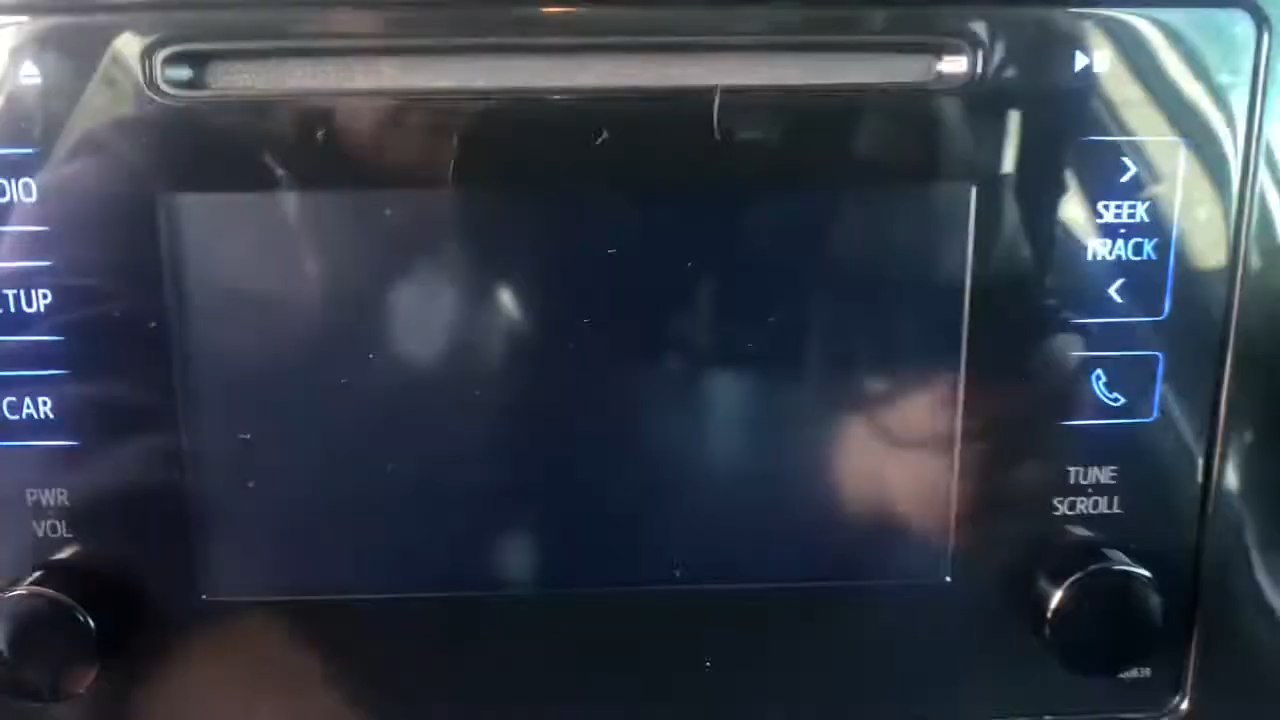 DIO
TUP
CAR
PWR
VOL
SEEK
TRACK
TUNE
SCROLL